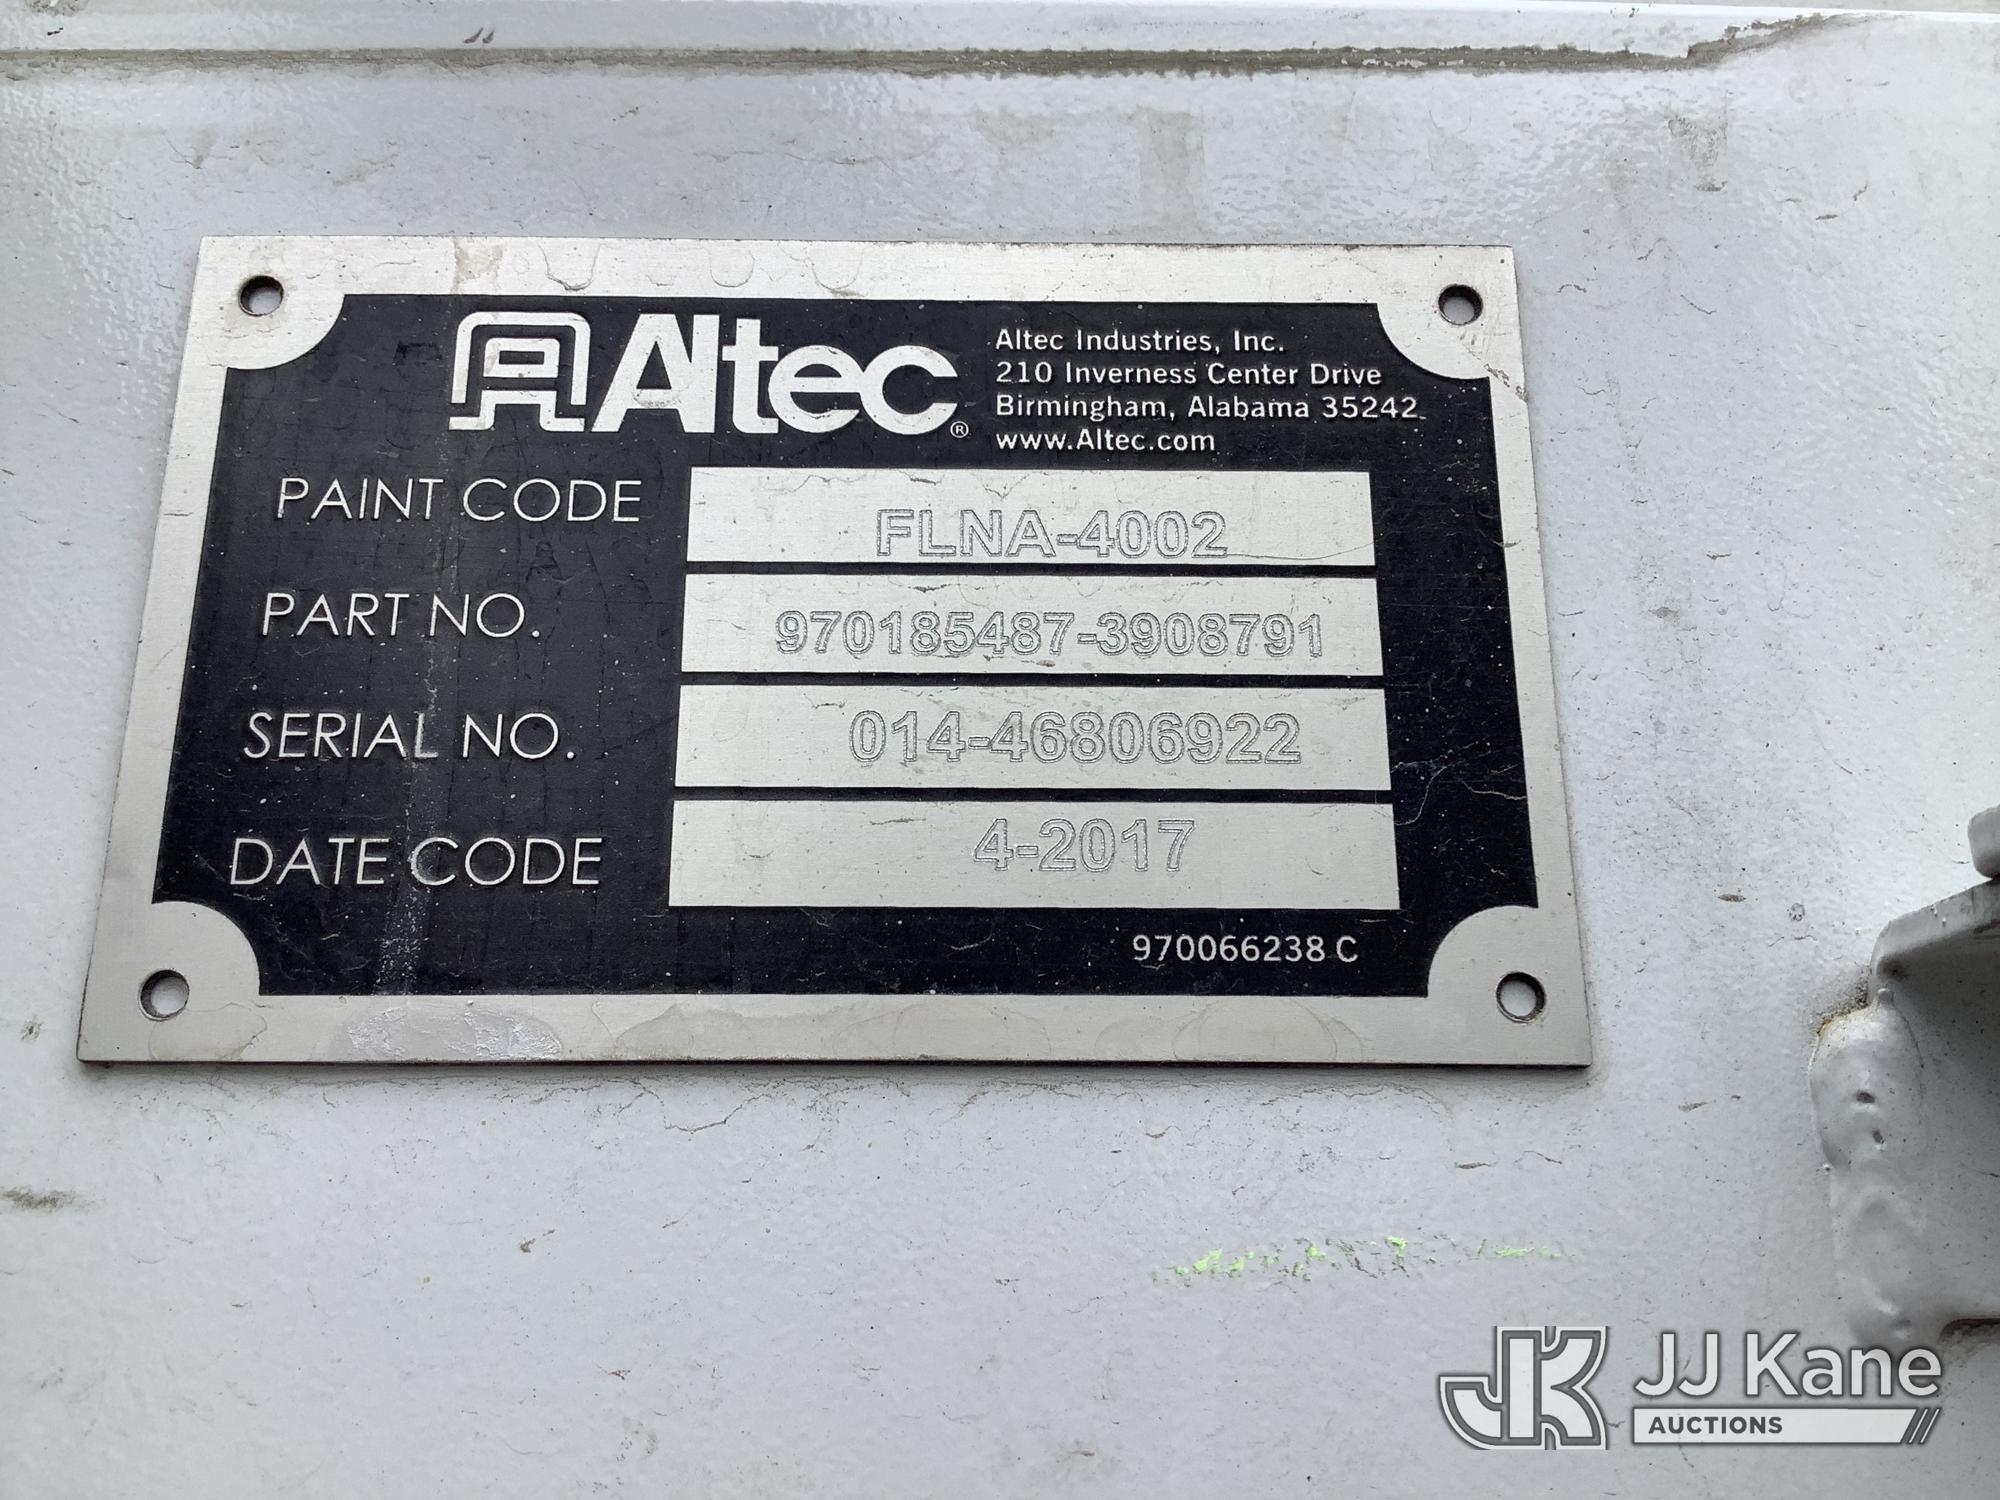 Altec®
Altec Industries, Inc.
210 Inverness Center Drive
Birmingham, Alabama 35242
www.Altec.com
PAINT CODE FLNA-4002
PART NO. 970185487-3908791
SERIAL NO. 014-46806922
DATE CODE 4-2017
970066238 C
JK JJ Kane
AUCTIONS